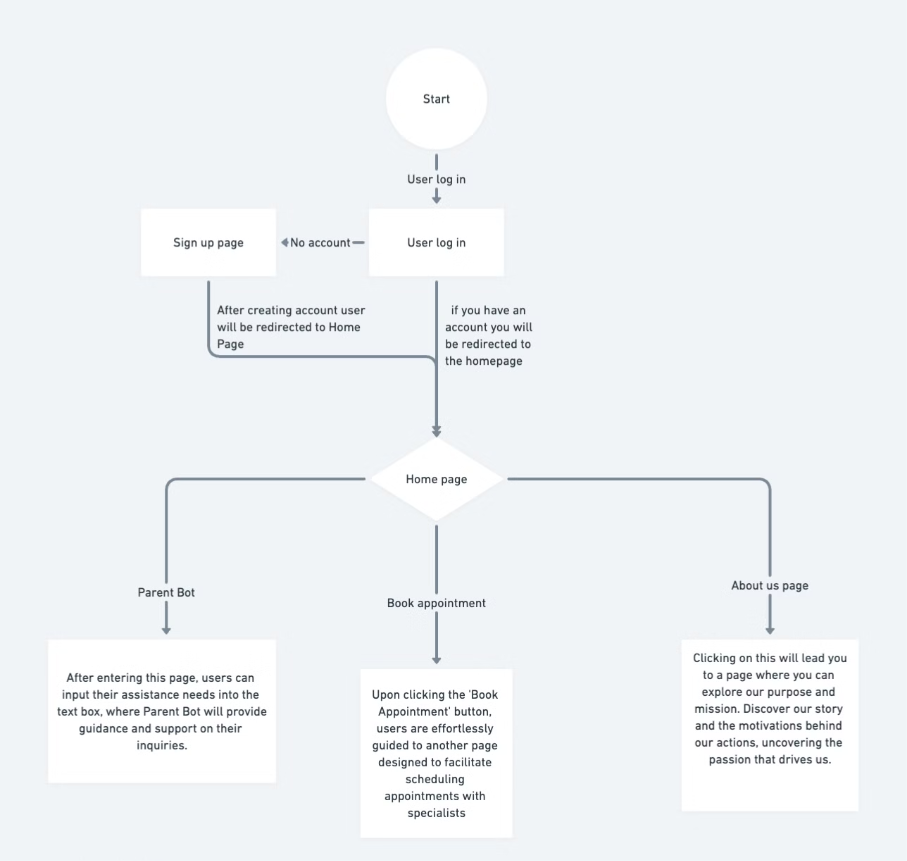 Start
User log in
Sign up page
No account
User log in
After creating account user
will be redirected to Home
Page
if you have an
account you will
be redirected to
the homepage
Home page
Parent Bot
Book appointment
About us page
After entering this page, users can
input their assistance needs into the
text box, where Parent Bot will provide
guidance and support on their
inquiries.
Upon clicking the 'Book
Appointment' button,
users are effortlessly
guided to another page
designed to facilitate
scheduling
appointments with
specialists
Clicking on this will lead you
to a page where you can
explore our purpose and
mission. Discover our story
and the motivations behind
our actions, uncovering the
passion that drives us.